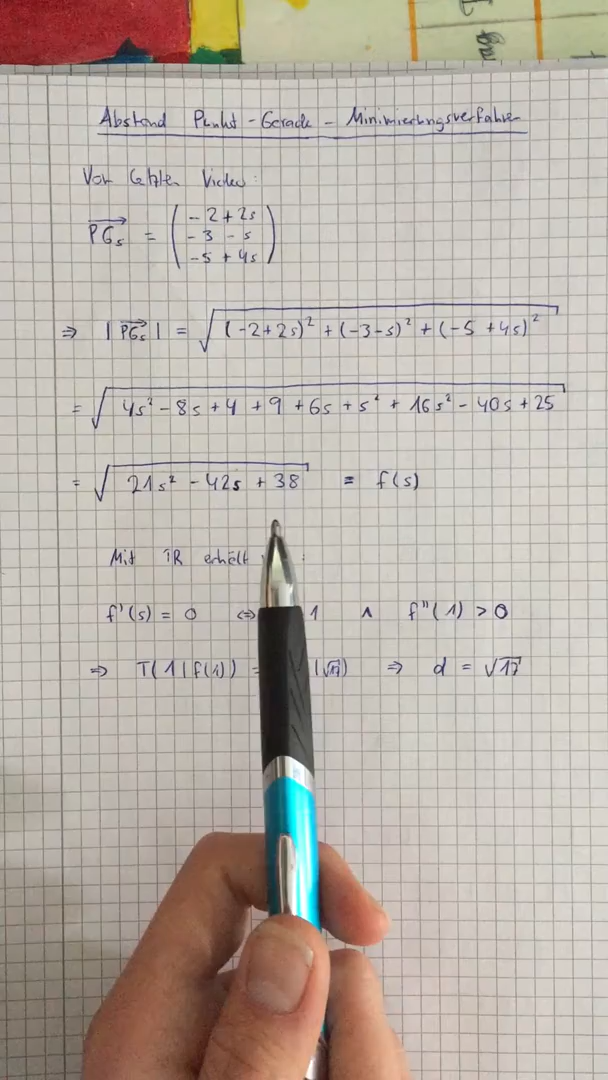 Abstand Punkt - Gerade - Minimierungsverfahren
Vom letzten Video:
PGₛ = (-2+2s
-3-s
-5+4s)
⇒ |PGₛ| = √((-2+2s)² + (-3-s)² + (-5+4s)²)
= √(4s² - 8s + 4 + 9 + 6s + s² + 16s² - 40s + 25)
= √(21s² - 42s + 38) = f(s)
Mit TR erhält :
f'(s) = 0 ⇔ 1 ∧ f''(1) > 0
⇒ T(1|f(1)) = |√17) ⇒ d = √17